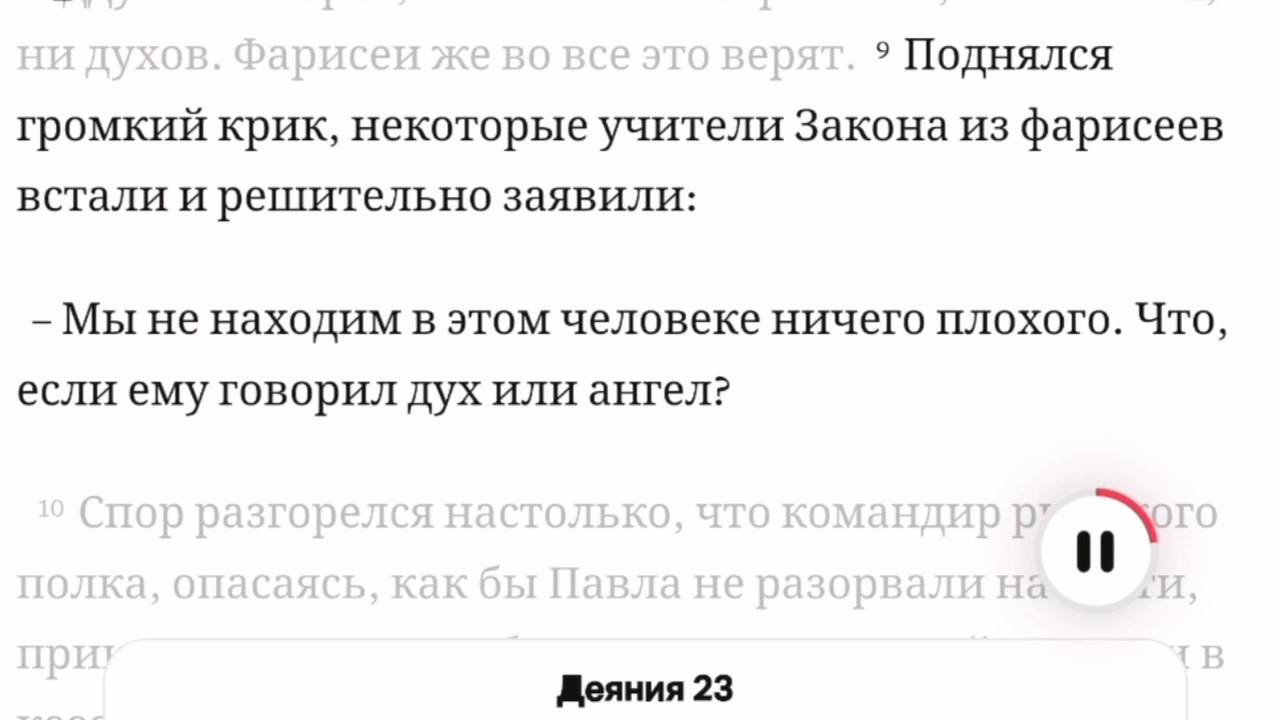 ни духов. Фарисеи же во все это верят. 9 Поднялся
громкий крик, некоторые учители Закона из фарисеев
встали и решительно заявили:
– Мы не находим в этом человеке ничего плохого. Что,
если ему говорил дух или ангел?
10 Спор разгорелся настолько, что командир
полка, опасаясь, как бы Павла не разорвали
в
Деяния 23